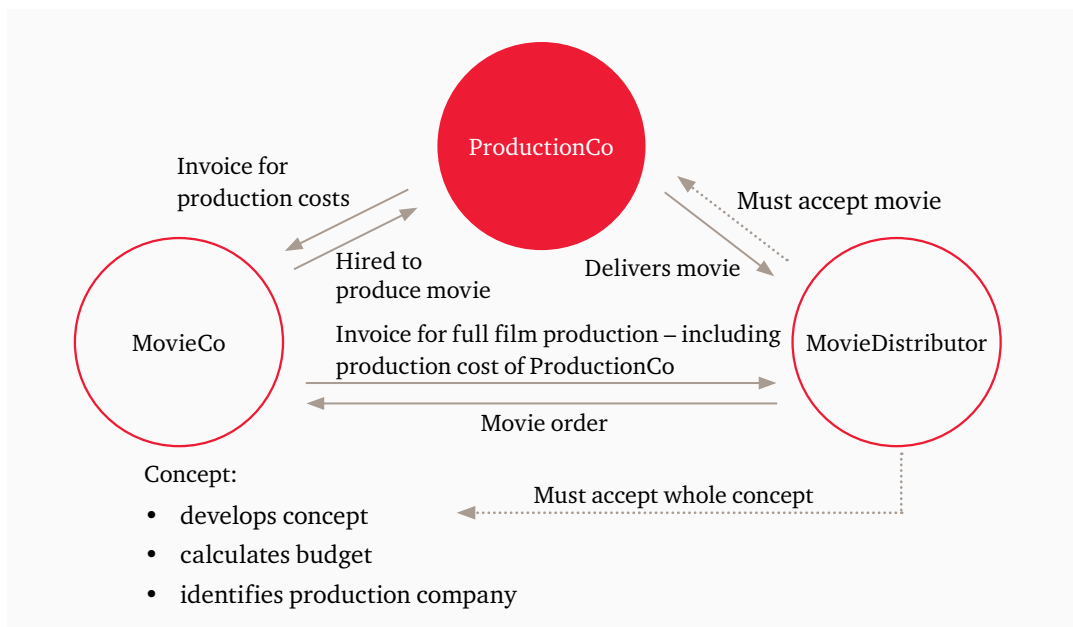 ProductionCo
Invoice for
production costs
Must accept movie
Hired to
produce movie
Delivers movie
MovieCo
Invoice for full film production – including
production cost of ProductionCo
MovieDistributor
Movie order
Concept:
• develops concept
• calculates budget
• identifies production company
Must accept whole concept